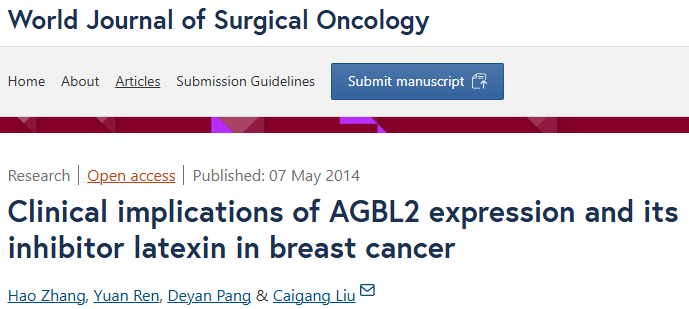 World Journal of Surgical Oncology
Home About Articles Submission Guidelines Submit manuscript
Research Open access Published: 07 May 2014
Clinical implications of AGBL2 expression and its
inhibitor latexin in breast cancer
Hao Zhang, Yuan Ren, Deyan Pang & Caigang Liu